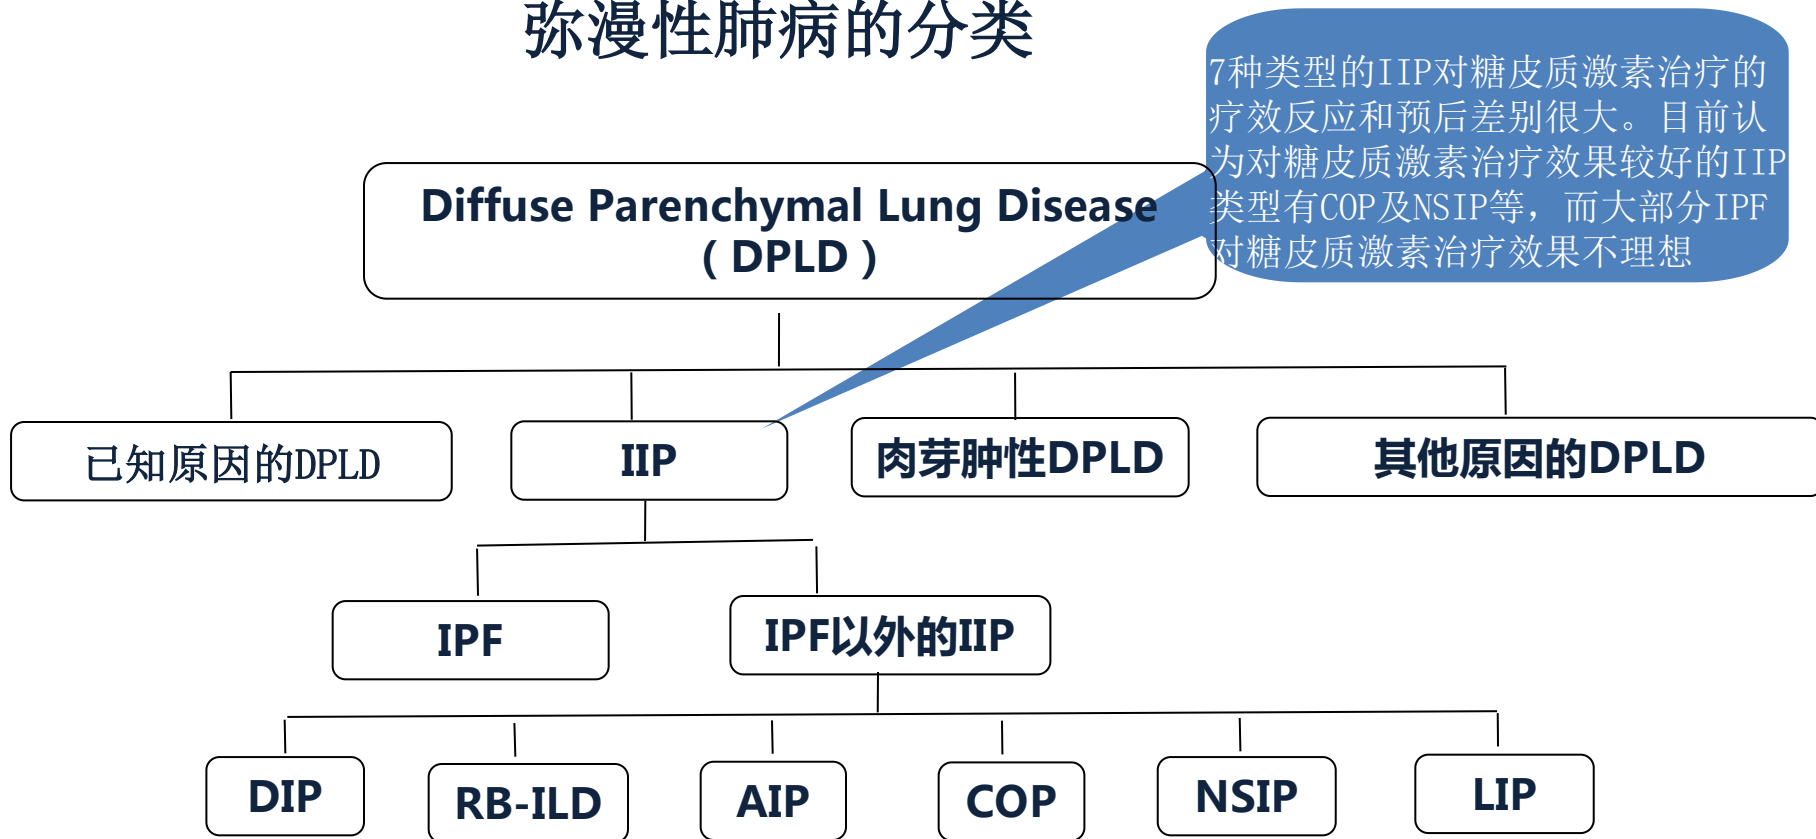 弥漫性肺病的分类
7种类型的IIP对糖皮质激素治疗的
疗效反应和预后差别很大。目前认
为对糖皮质激素治疗效果较好的IIP
类型有COP及NSIP等，而大部分IPF
对糖皮质激素治疗效果不理想
Diffuse Parenchymal Lung Disease
（DPLD）
已知原因的DPLD
IIP
肉芽肿性DPLD
其他原因的DPLD
IPF
IPF以外的IIP
DIP
RB-ILD
AIP
COP
NSIP
LIP